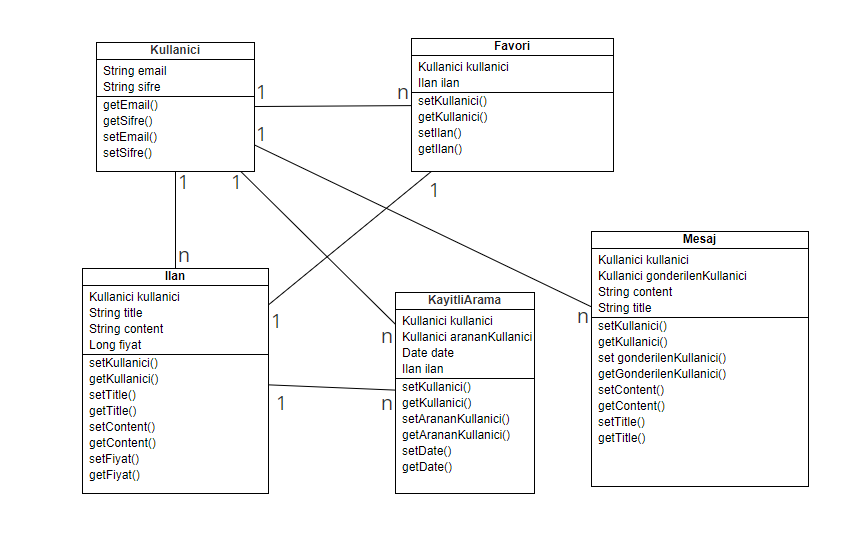 Kullanici
String email
String sifre
getEmail()
getSifre()
setEmail()
setSifre()
Favori
Kullanici kullanici
Ilan ilan
setKullanici()
getKullanici()
setIlan()
getIlan()
1
n
1
1
1
1
n
Mesaj
Kullanici kullanici
Kullanici gonderilenKullanici
String content
String title
setKullanici()
getKullanici()
set gonderilenKullanici()
getGonderilenKullanici()
setContent()
getContent()
setTitle()
getTitle()
n
Ilan
Kullanici kullanici
String title
String content
Long fiyat
setKullanici()
getKullanici()
setTitle()
getTitle()
setContent()
getContent()
setFiyat()
getFiyat()
1
n
1
n
KayitliArama
Kullanici kullanici
Kullanici arananKullanici
Date date
Ilan ilan
setKullanici()
getKullanici()
setArananKullanici()
getArananKullanici()
setDate()
getDate()